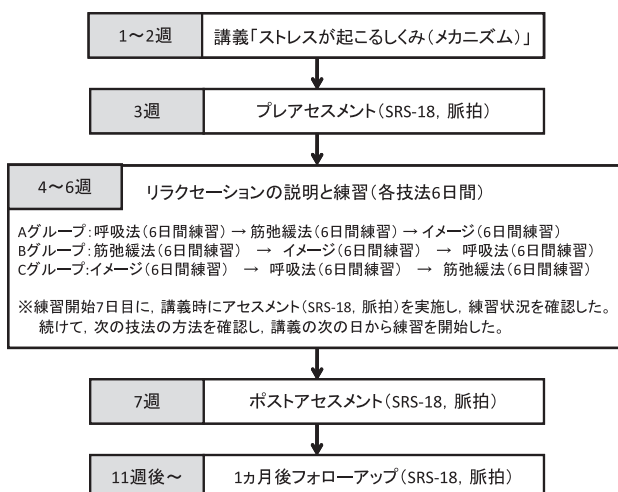 1～2週 講義「ストレスが起こるしくみ（メカニズム）」
3週 プレアセスメント（SRS-18, 脈拍）
4～6週 リラクセーションの説明と練習（各技法6日間）
Aグループ：呼吸法（6日間練習）→ 筋弛緩法（6日間練習）→ イメージ（6日間練習）
Bグループ：筋弛緩法（6日間練習） → イメージ（6日間練習） → 呼吸法（6日間練習）
Cグループ：イメージ（6日間練習） → 呼吸法（6日間練習） → 筋弛緩法（6日間練習）
※練習開始7日目に，講義時にアセスメント（SRS-18, 脈拍）を実施し，練習状況を確認した。
続けて，次の技法の方法を確認し，講義の次の日から練習を開始した。
7週 ポストアセスメント（SRS-18, 脈拍）
11週後～ 1ヵ月後フォローアップ（SRS-18, 脈拍）